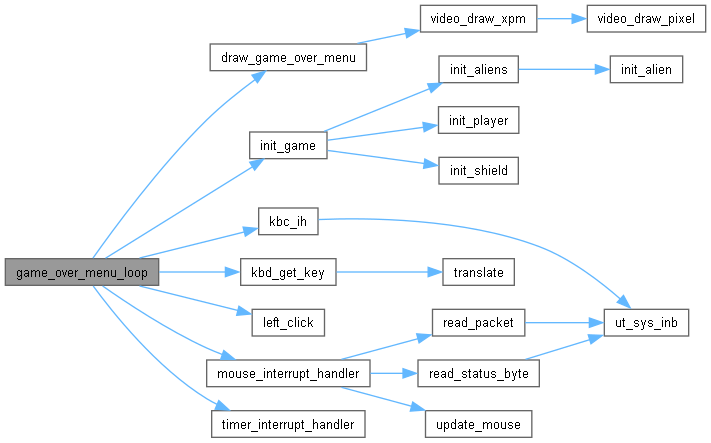 video_draw_xpm
video_draw_pixel
draw_game_over_menu
init_aliens
init_alien
init_player
init_game
init_shield
kbc_ih
game_over_menu_loop
kbd_get_key
translate
left_click
read_packet
ut_sys_inb
mouse_interrupt_handler
read_status_byte
timer_interrupt_handler
update_mouse